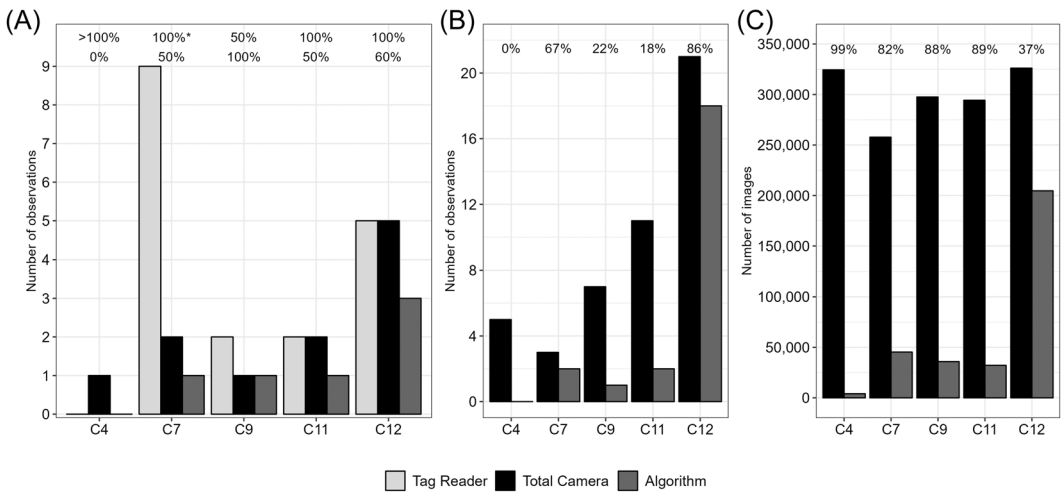 (A)
>100% 100%* 50% 100% 100%
0% 50% 100% 50% 60%
Number of observations
9
8
7
6
5
4
3
2
1
0
C4 C7 C9 C11 C12
(B)
0% 67% 22% 18% 86%
Number of observations
20
16
12
8
4
0
C4 C7 C9 C11 C12
(C)
99% 82% 88% 89% 37%
Number of images
350,000
300,000
250,000
200,000
150,000
100,000
50,000
0
C4 C7 C9 C11 C12
Tag Reader Total Camera Algorithm